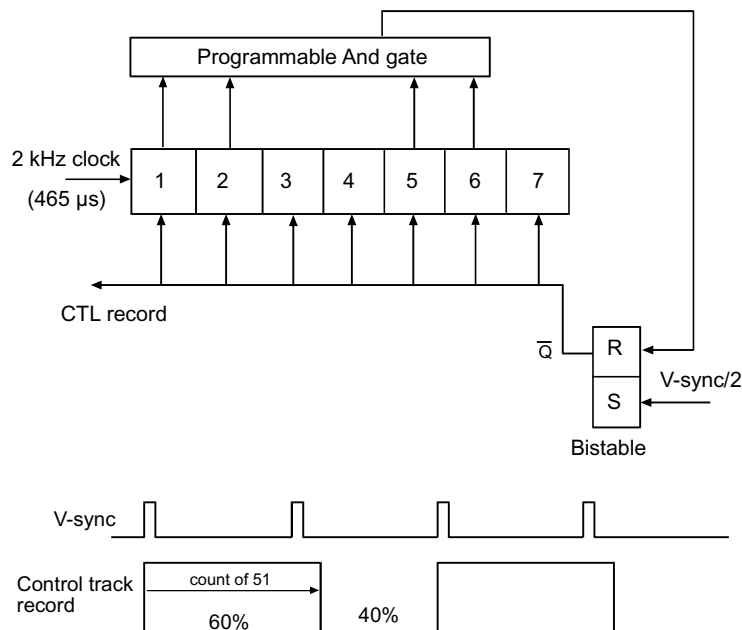 Programmable And gate
2 kHz clock
(465 µs)
1 2 3 4 5 6 7
CTL record
Q̅
R
V-sync/2
S
Bistable
V-sync
Control track
record
count of 51
60%
40%